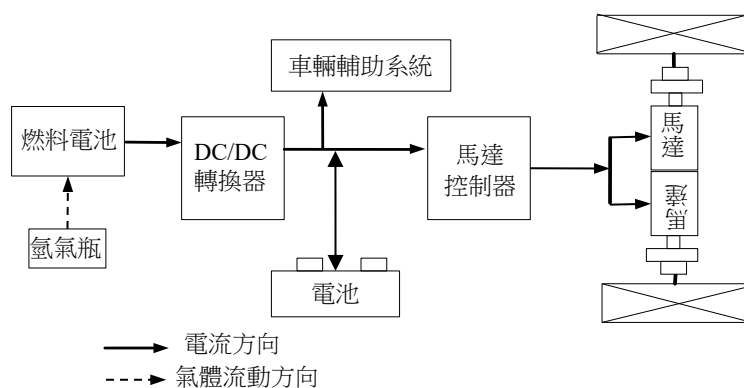 車輛輔助系統
燃料電池
DC/DC
轉換器
馬達
控制器
馬
達
馬達
氫氣瓶
電池
電流方向
氣體流動方向